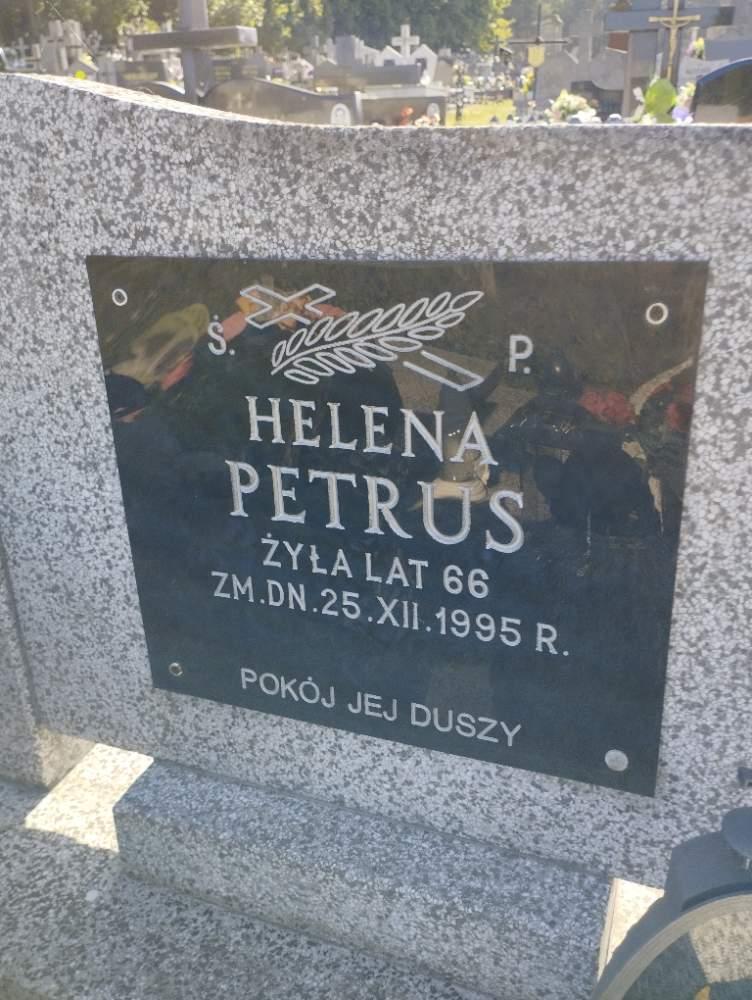 Ś. P.
HELENA
PETRUS
ŻYŁA LAT 66
ZM.DN.25.XII.1995 R.
POKÓJ JEJ DUSZY